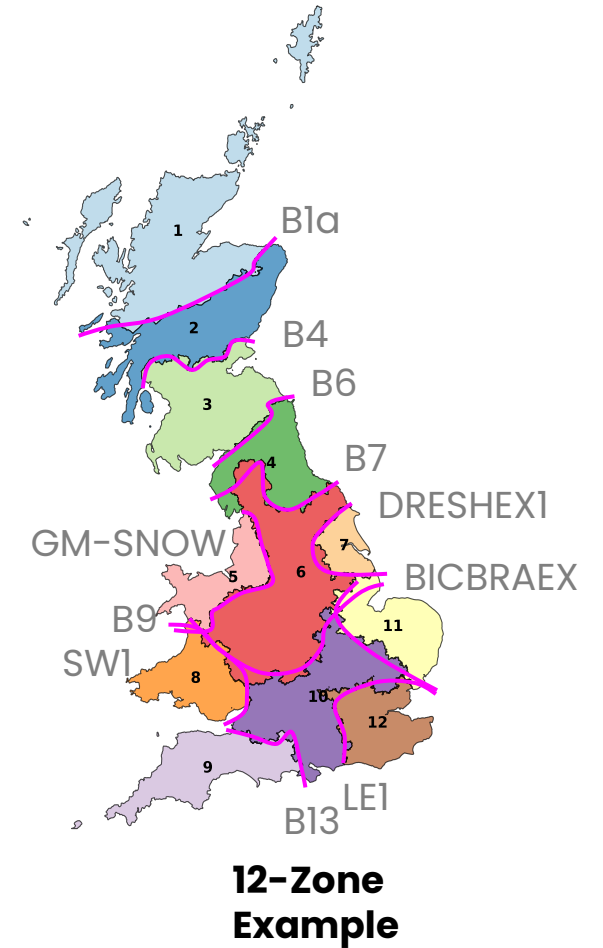 B1a
1
2
B4
B6
3
4
B7
DRESHEX1
GM-SNOW
7
6
5
BICBRAEX
B9
11
SW1
8
10
12
9
LE1
B13
12-Zone
Example